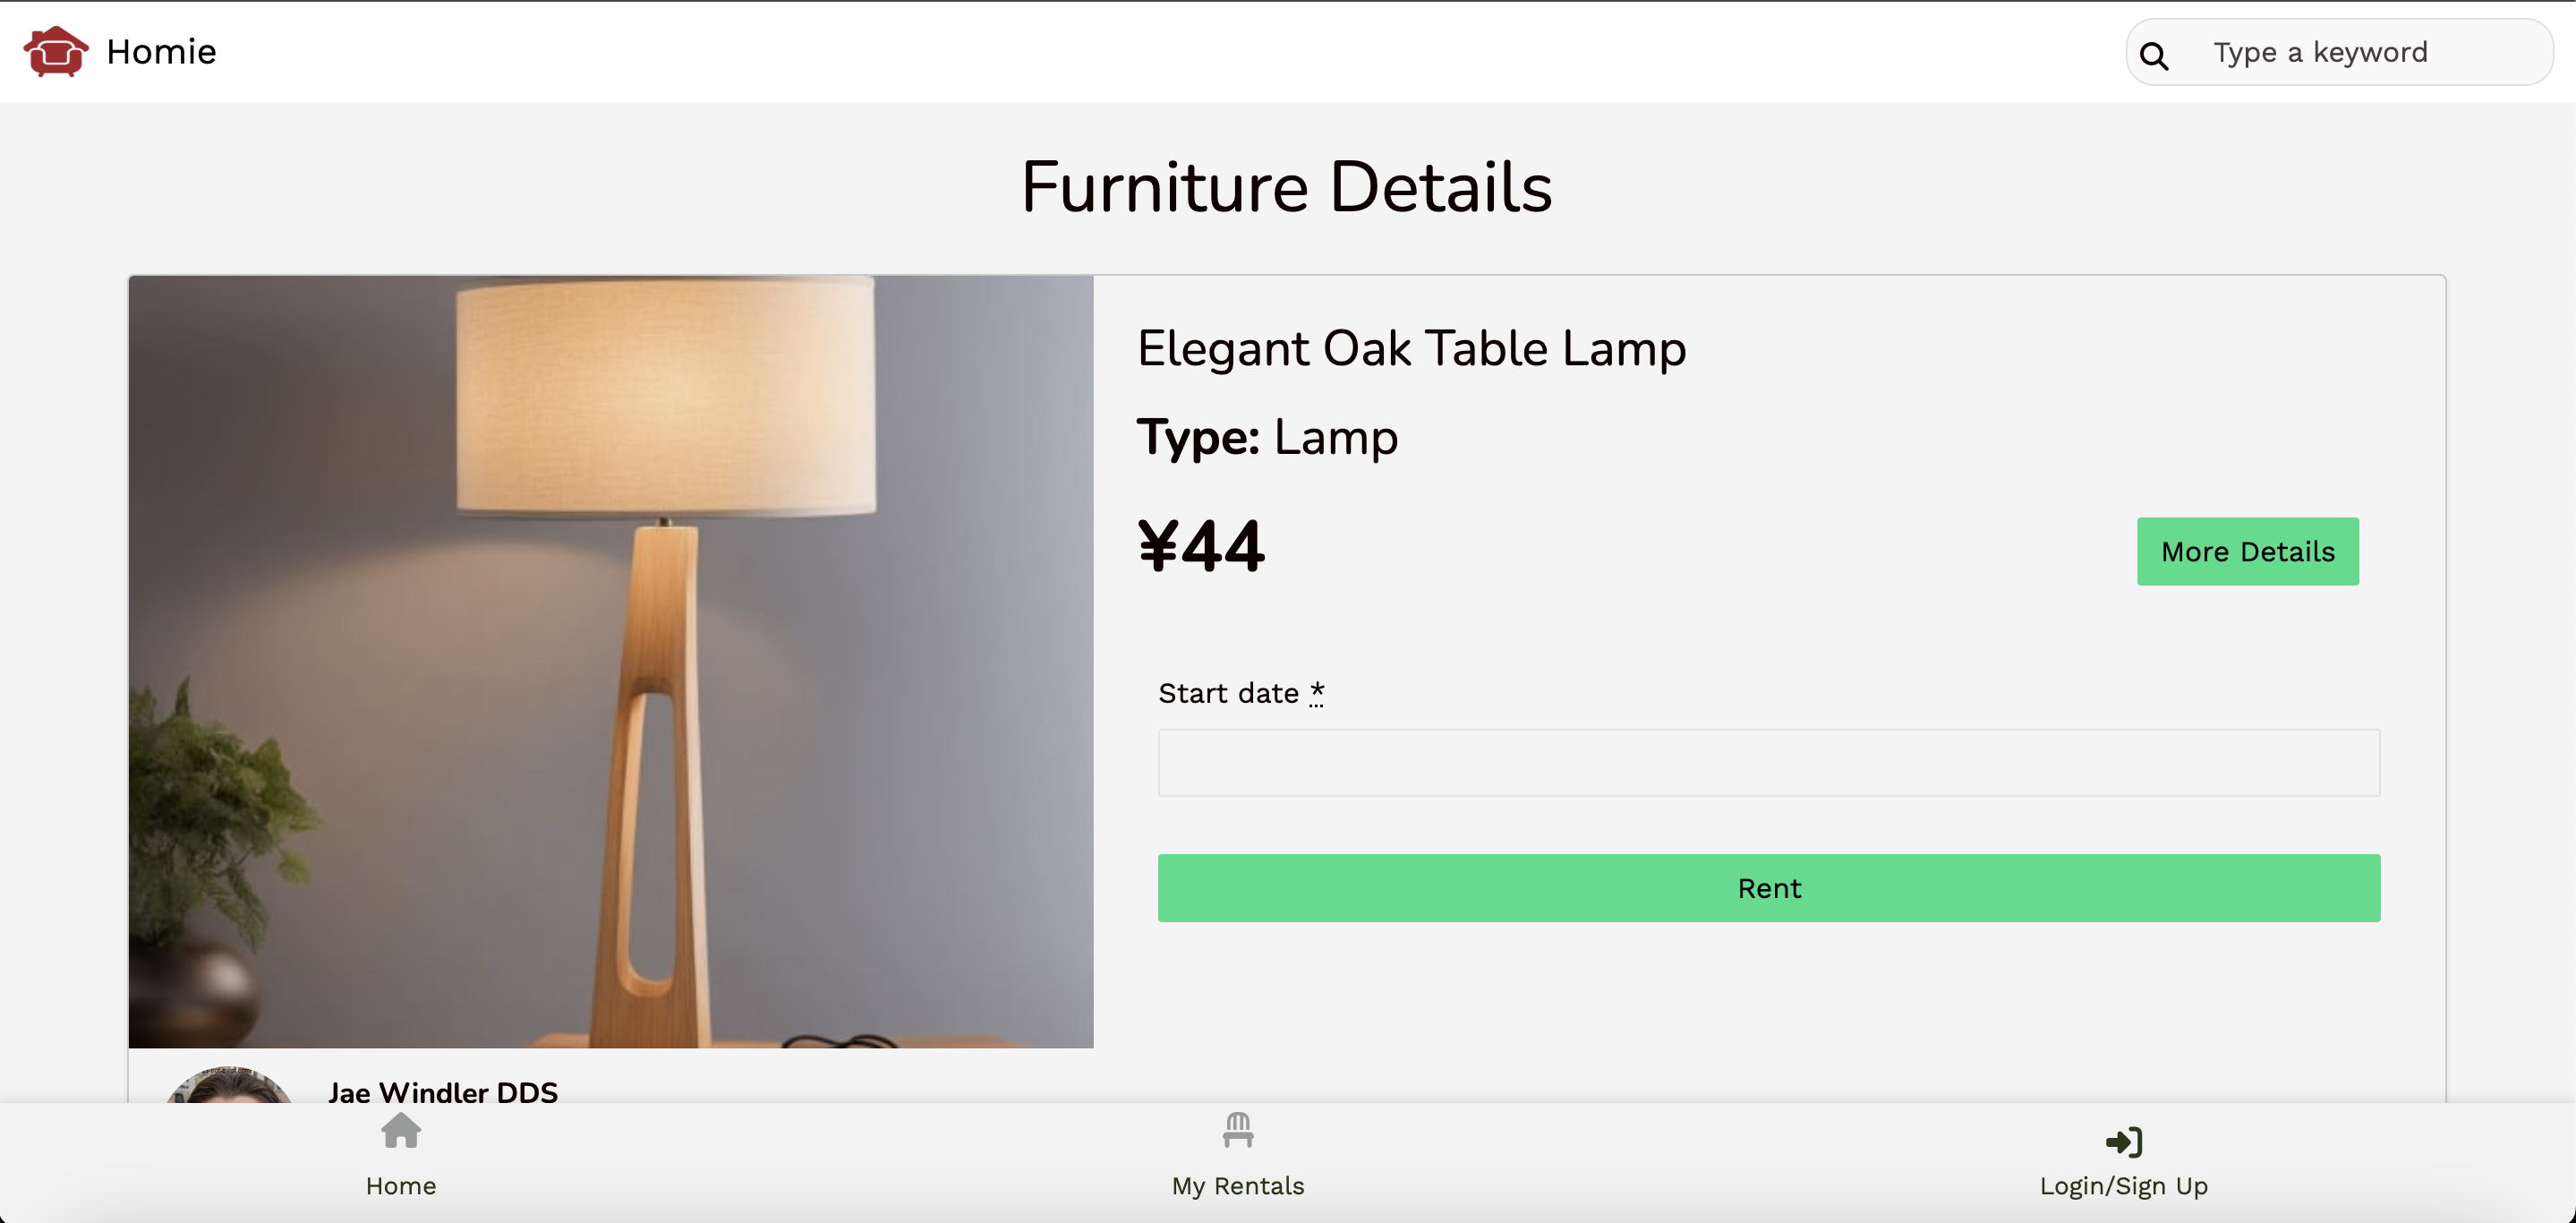 Homie
Type a keyword
Furniture Details
Elegant Oak Table Lamp
Type: Lamp
¥44
More Details
Start date *
Rent
Jae Windler DDS
Home
My Rentals
Login/Sign Up